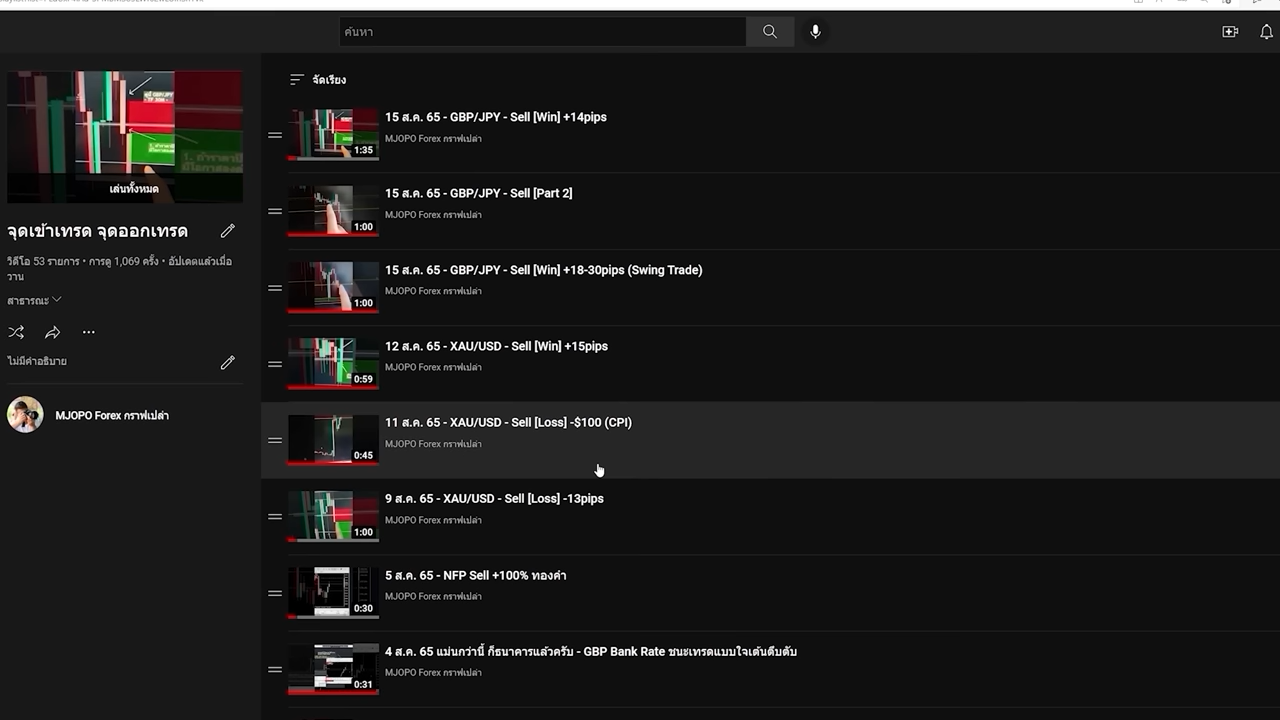 ค้นหา
เล่นทั้งหมด
จุดเข้าเทรด จุดออกเทรด
วิดีโอ 53 รายการ • การดู 1,069 ครั้ง • อัปเดตแล้วเมื่อ
วาน
สาธารณะ
ไม่มีคำอธิบาย
MJOPO Forex กราฟเปล่า
จัดเรียง
15 ส.ค. 65 - GBP/JPY - Sell [Win] +14pips
MJOPO Forex กราฟเปล่า
1:35
15 ส.ค. 65 - GBP/JPY - Sell [Part 2]
MJOPO Forex กราฟเปล่า
1:00
15 ส.ค. 65 - GBP/JPY - Sell [Win] +18-30pips (Swing Trade)
MJOPO Forex กราฟเปล่า
1:00
12 ส.ค. 65 - XAU/USD - Sell [Win] +15pips
MJOPO Forex กราฟเปล่า
0:59
11 ส.ค. 65 - XAU/USD - Sell [Loss] -$100 (CPI)
MJOPO Forex กราฟเปล่า
0:45
9 ส.ค. 65 - XAU/USD - Sell [Loss] -13pips
MJOPO Forex กราฟเปล่า
1:00
5 ส.ค. 65 - NFP Sell +100% ทองคำ
MJOPO Forex กราฟเปล่า
0:30
4 ส.ค. 65 แม่นกว่านี้ ก็ธนาคารแล้วครับ - GBP Bank Rate ชนะเทรดแบบใจเต้นตึบตับ
MJOPO Forex กราฟเปล่า
0:31